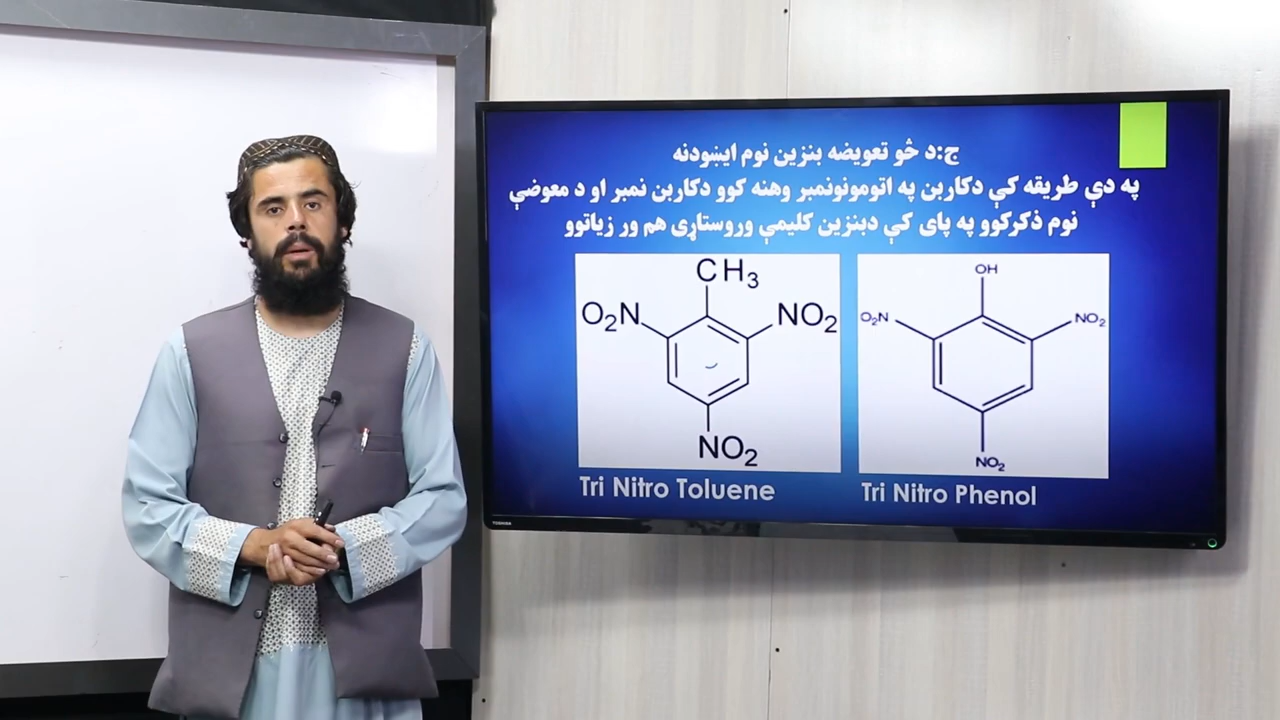 ج:د څو تعویضه بنزین نوم ایښودنه
په دې طریقه کې دکاربن په اتومونونمبر وهنه کوو دکاربن نمبر او د معوضې
نوم ذکرکوو په پای کې دبنزین کلیمې وروستاړی هم ور زیاتوو
CH3
O2N
NO2
NO2
Tri Nitro Toluene
OH
O2N
NO2
NO2
Tri Nitro Phenol
TOSHIBA